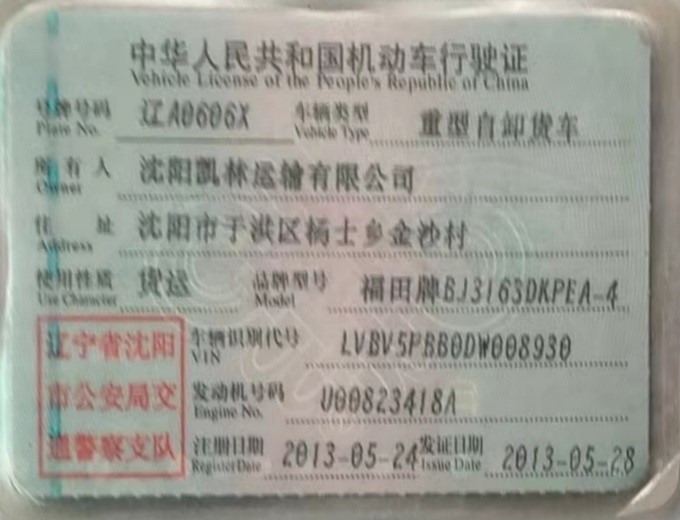 中华人民共和国机动车行驶证
Vehicle License of the People's Republic of China
号牌号码 辽A0606X 车辆类型 重型自卸货车
Plate No. Vehicle Type
所有人 沈阳凯林运输有限公司
Owner
住址 沈阳市于洪区杨士乡金沙村
Address
使用性质 货运 品牌型号 福田牌BJ3163DKPEA-4
Use Character Model
辽宁省沈阳
市公安局交
通警察支队
车辆识别代号 LVBV5PBB0DW008930
VIN
发动机号码 U00823418A
Engine No.
注册日期 2013-05-24 发证日期 2013-05-28
Register Date Issue Date